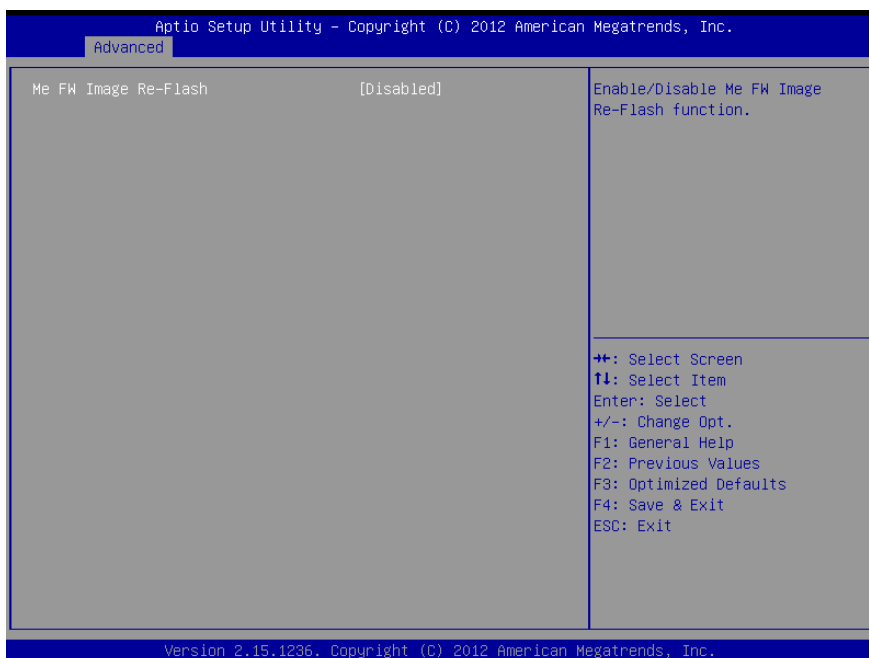 Aptio Setup Utility – Copyright (C) 2012 American Megatrends, Inc.
Advanced
Me FW Image Re-Flash [Disabled]
Enable/Disable Me FW Image
Re-Flash function.
→←: Select Screen
↑↓: Select Item
Enter: Select
+/-: Change Opt.
F1: General Help
F2: Previous Values
F3: Optimized Defaults
F4: Save & Exit
ESC: Exit
Version 2.15.1236. Copyright (C) 2012 American Megatrends, Inc.